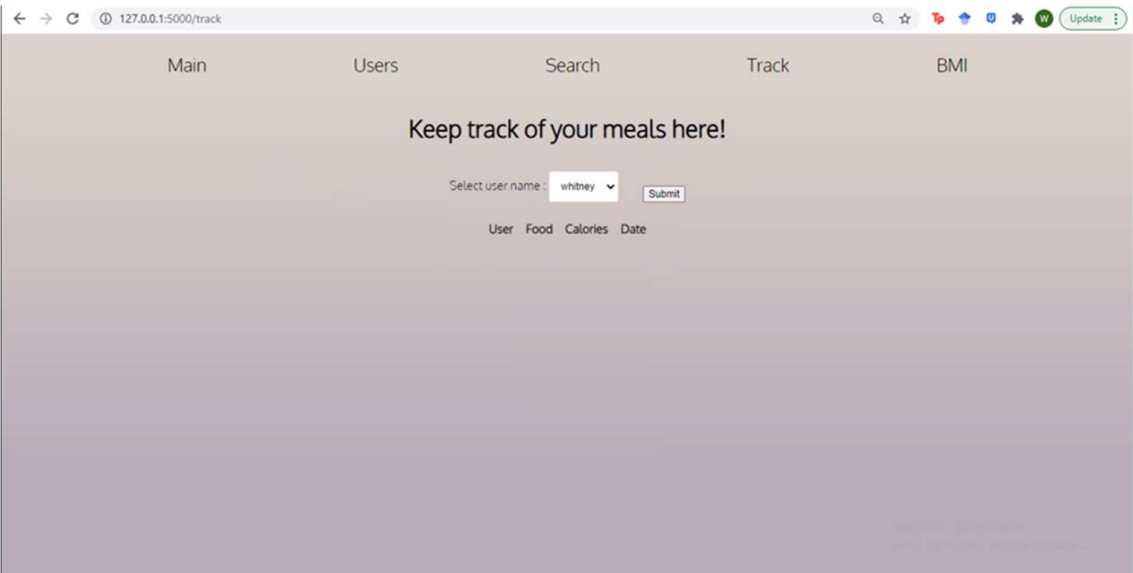 127.0.0.1:5000/track
Tp
W
Update
Main Users Search Track BMI
Keep track of your meals here!
Select user name : whitney Submit
User Food Calories Date